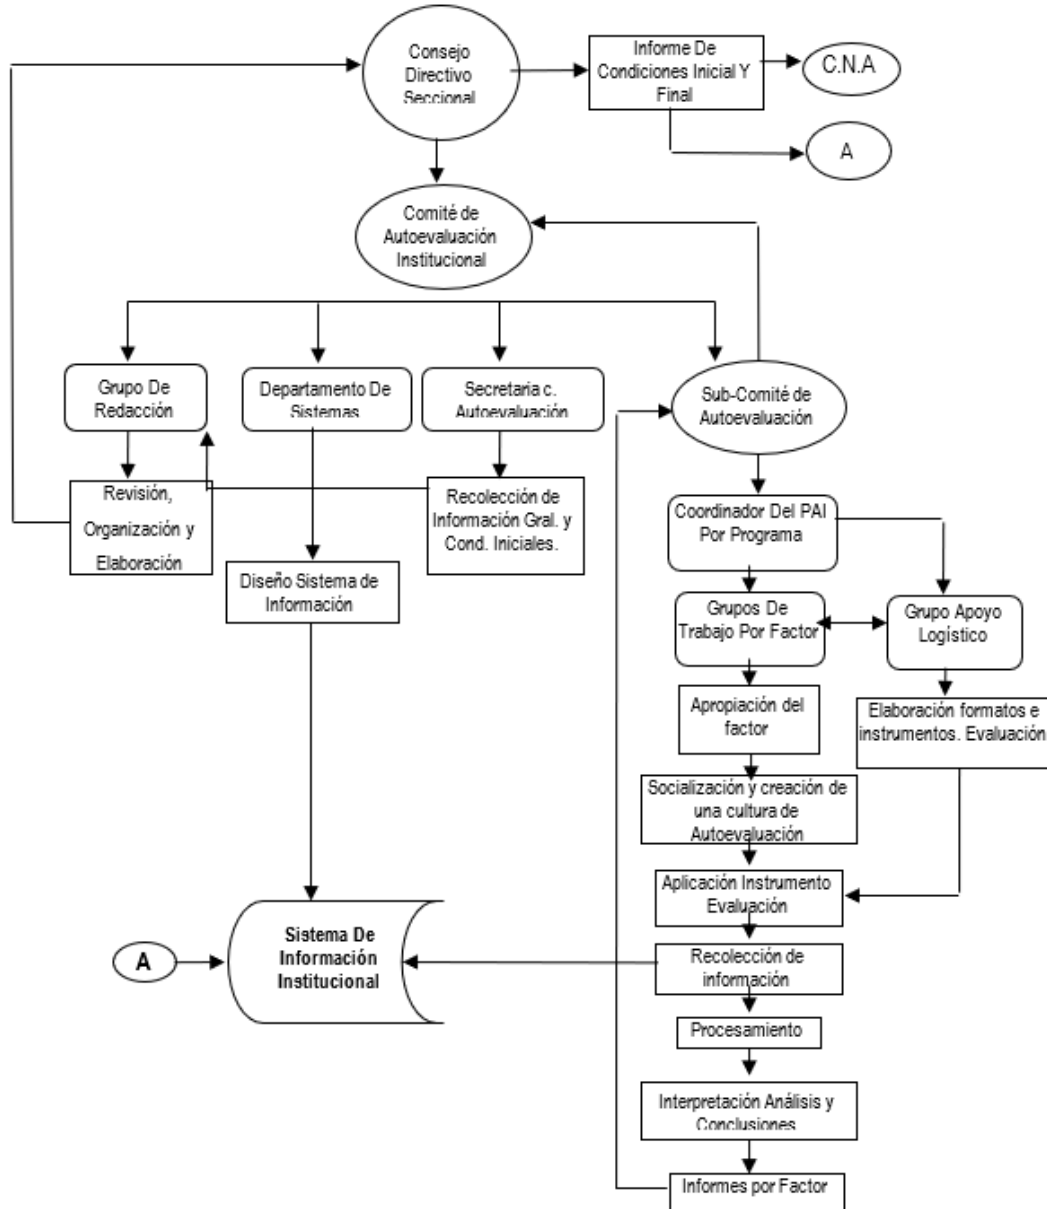 Consejo
Directivo
Seccional
Informe De
Condiciones Inicial Y
Final
C.N.A
A
Comité de
Autoevaluación
Institucional
Grupo De
Redacción
Departamento De
Sistemas
Secretaria c.
Autoevaluación
Sub-Comité de
Autoevaluación
Revisión,
Organización y
Elaboración
Recolección de
Información Gral. y
Cond. Iniciales.
Coordinador Del PAI
Por Programa
Diseño Sistema de
Información
Grupos De
Trabajo Por Factor
Grupo Apoyo
Logístico
Apropiación del
factor
Elaboración formatos e
instrumentos. Evaluación
Socialización y creación de
una cultura de
Autoevaluación
Aplicación Instrumento
Evaluación
A
Sistema De
Información
Institucional
Recolección de
información
Procesamiento
Interpretación Análisis y
Conclusiones
Informes por Factor